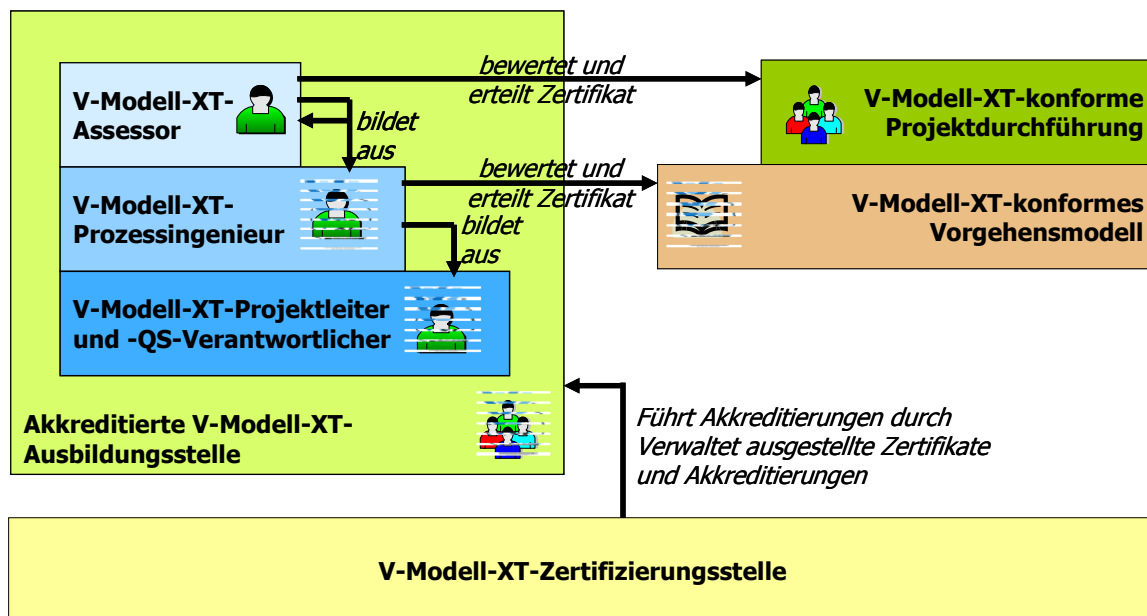 V-Modell-XT-
Assessor
bildet
aus
bewertet und
erteilt Zertifikat
V-Modell-XT-konforme
Projektdurchführung
V-Modell-XT-
Prozessingenieur
bildet
aus
bewertet und
erteilt Zertifikat
V-Modell-XT-konformes
Vorgehensmodell
V-Modell-XT-Projektleiter
und -QS-Verantwortlicher
Akkreditierte V-Modell-XT-
Ausbildungsstelle
Führt Akkreditierungen durch
Verwaltet ausgestellte Zertifikate
und Akkreditierungen
V-Modell-XT-Zertifizierungsstelle